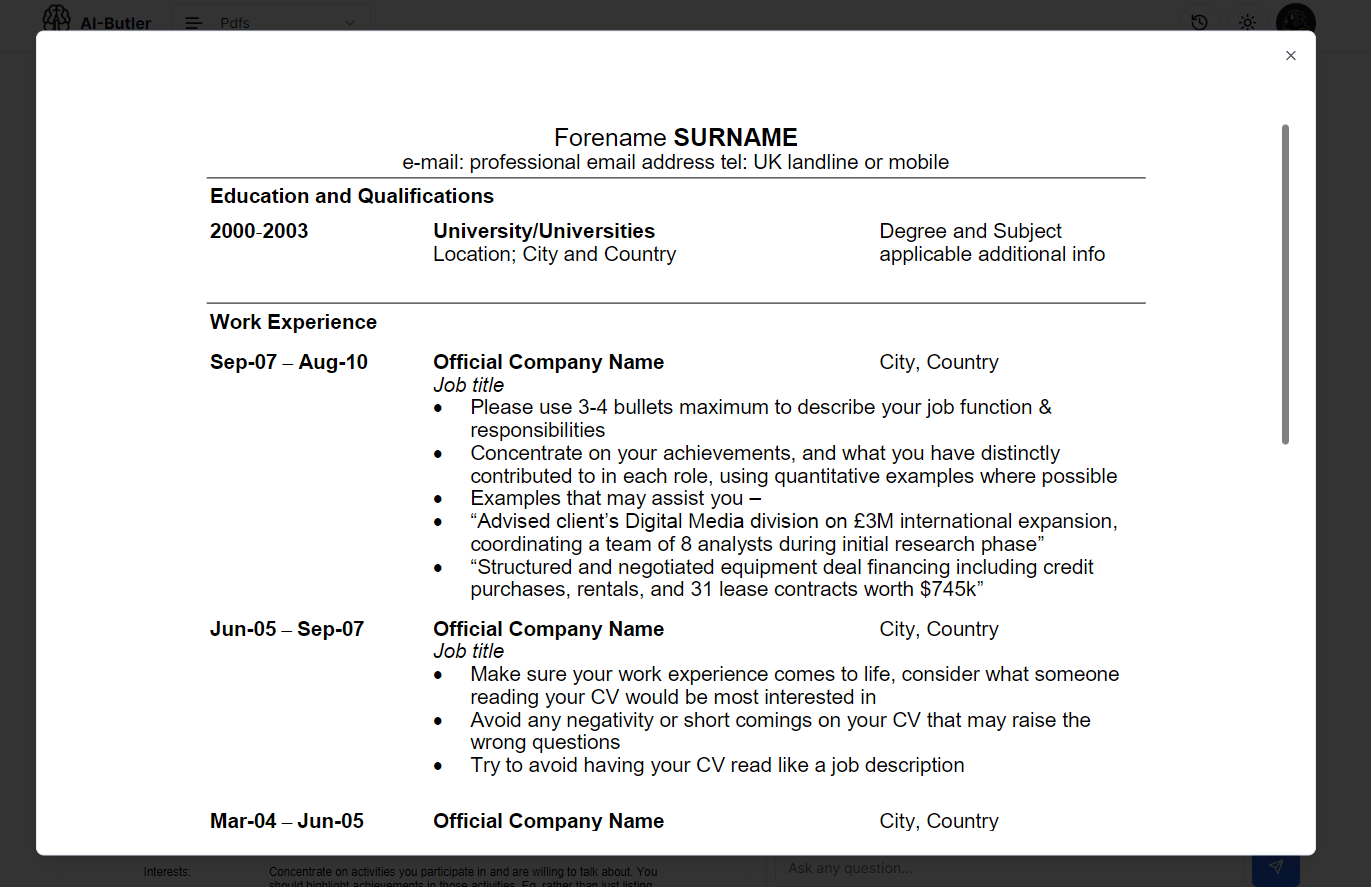 AI-Butler
Pdfs
Forename SURNAME
e-mail: professional email address tel: UK landline or mobile
Education and Qualifications
2000-2003 University/Universities Degree and Subject
Location; City and Country applicable additional info
Work Experience
Sep-07 – Aug-10 Official Company Name City, Country
Job title
• Please use 3-4 bullets maximum to describe your job function &
responsibilities
• Concentrate on your achievements, and what you have distinctly
contributed to in each role, using quantitative examples where possible
• Examples that may assist you –
• “Advised client’s Digital Media division on £3M international expansion,
coordinating a team of 8 analysts during initial research phase”
• “Structured and negotiated equipment deal financing including credit
purchases, rentals, and 31 lease contracts worth $745k”
Jun-05 – Sep-07 Official Company Name City, Country
Job title
• Make sure your work experience comes to life, consider what someone
reading your CV would be most interested in
• Avoid any negativity or short comings on your CV that may raise the
wrong questions
• Try to avoid having your CV read like a job description
Mar-04 – Jun-05 Official Company Name City, Country
Interests: Concentrate on activities you participate in and are willing to talk about. You
should highlight achievements in those activities. Eg. rather than just listing
Ask any question...